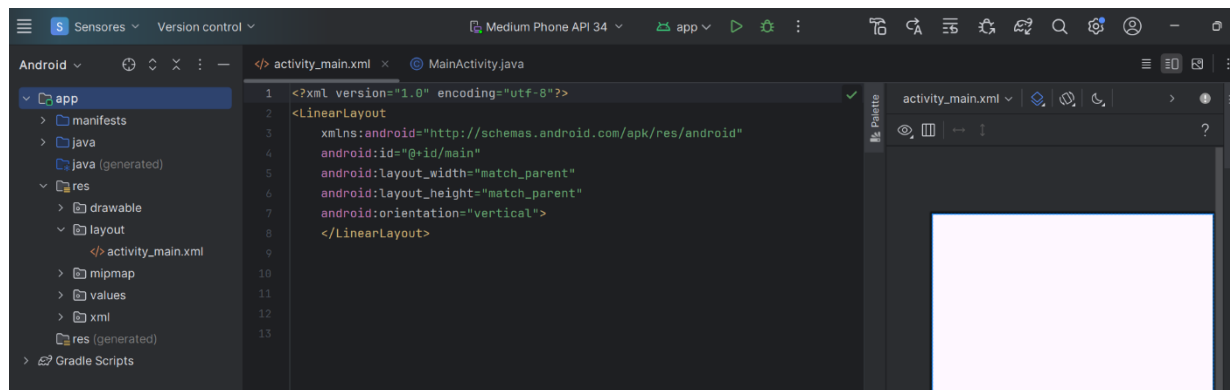 S Sensores Version control Medium Phone API 34 app
Android
activity_main.xml MainActivity.java
app
manifests
java
java (generated)
res
drawable
layout
activity_main.xml
mipmap
values
xml
res (generated)
Gradle Scripts
1 <?xml version="1.0" encoding="utf-8"?>
2 <LinearLayout
3 xmlns:android="http://schemas.android.com/apk/res/android"
4 android:id="@+id/main"
5 android:layout_width="match_parent"
6 android:layout_height="match_parent"
7 android:orientation="vertical">
8 </LinearLayout>
9
10
11
12
13
Palette
activity_main.xml
?